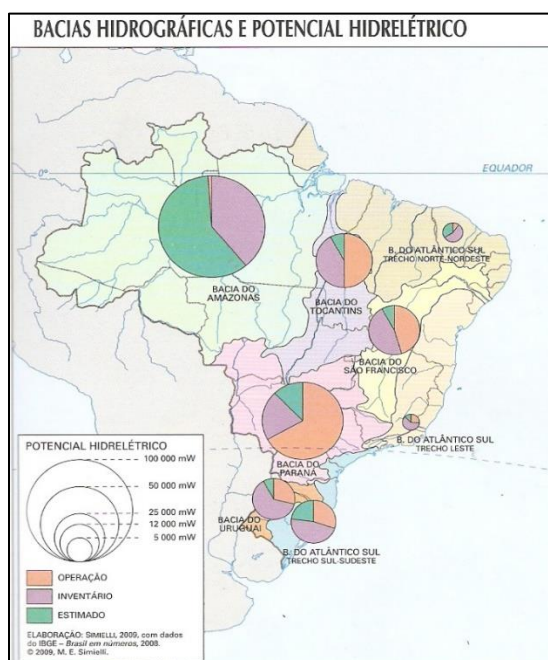 BACIAS HIDROGRÁFICAS E POTENCIAL HIDRELÉTRICO
EQUADOR
0°
B. DO ATLÂNTICO SUL
TRECHO NORTE-NORDESTE
BACIA DO
AMAZONAS
BACIA DO
TOCANTINS
BACIA DO
SÃO FRANCISCO
B. DO ATLÂNTICO SUL
TRECHO LESTE
BACIA DO
PARANÁ
BACIA DO
URUGUAI
B. DO ATLÂNTICO SUL
TRECHO SUL-SUDESTE
POTENCIAL HIDRELÉTRICO
100 000 mW
50 000 mW
25 000 mW
12 000 mW
5 000 mW
OPERAÇÃO
INVENTÁRIO
ESTIMADO
ELABORAÇÃO: SIMIELLI, 2009, com dados
do IBGE – Brasil em números, 2008.
© 2009, M. E. Simielli.